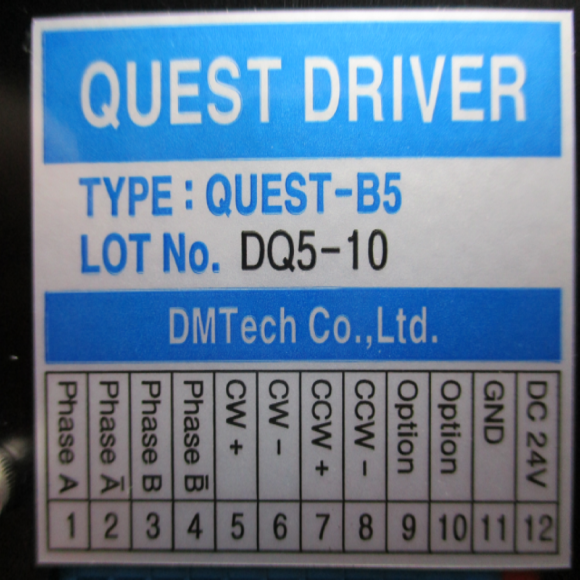 QUEST DRIVER
TYPE : QUEST-B5
LOT No. DQ5-10
DMTech Co.,Ltd.
Phase A
Phase A̅
Phase B
Phase B̅
CW +
CW -
CCW +
CCW -
Option
Option
GND
DC 24V
1 2 3 4 5 6 7 8 9 10 11 12